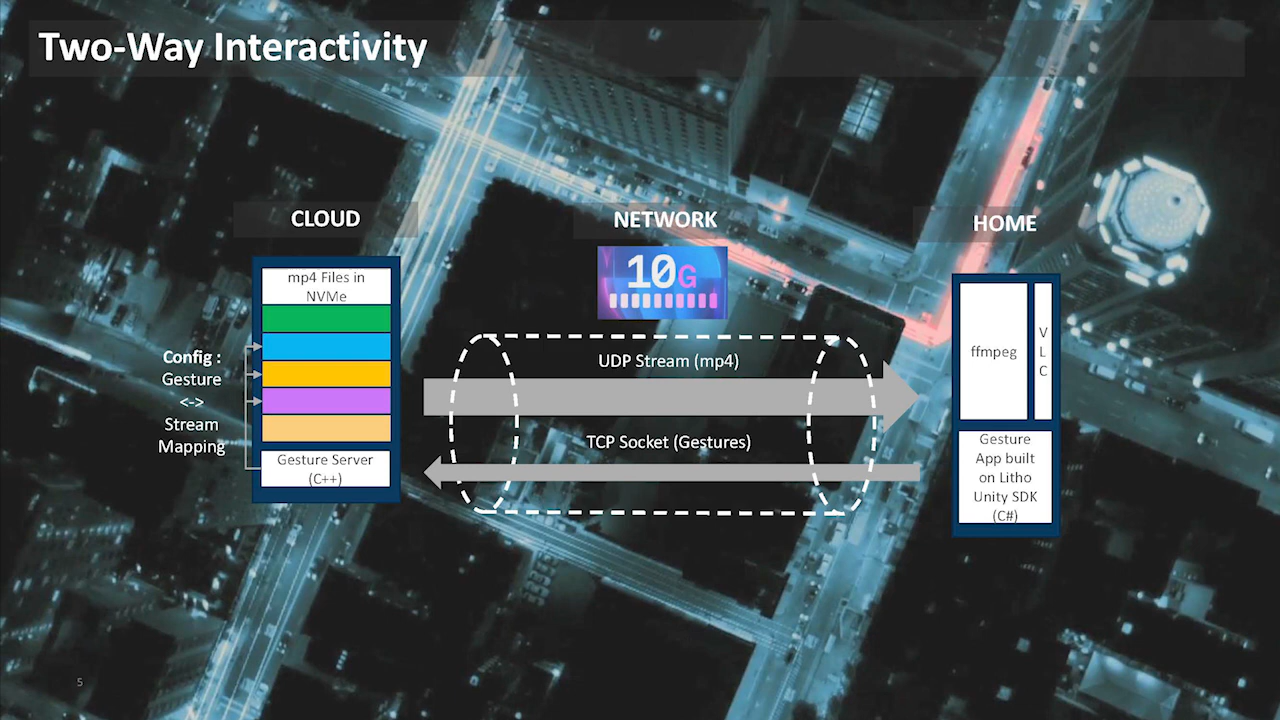 Two-Way Interactivity
CLOUD
NETWORK
HOME
mp4 Files in
NVMe
10G
Config :
Gesture
<->
Stream
Mapping
Gesture Server
(C++)
UDP Stream (mp4)
TCP Socket (Gestures)
ffmpeg
V
L
C
Gesture
App built
on Litho
Unity SDK
(C#)
5